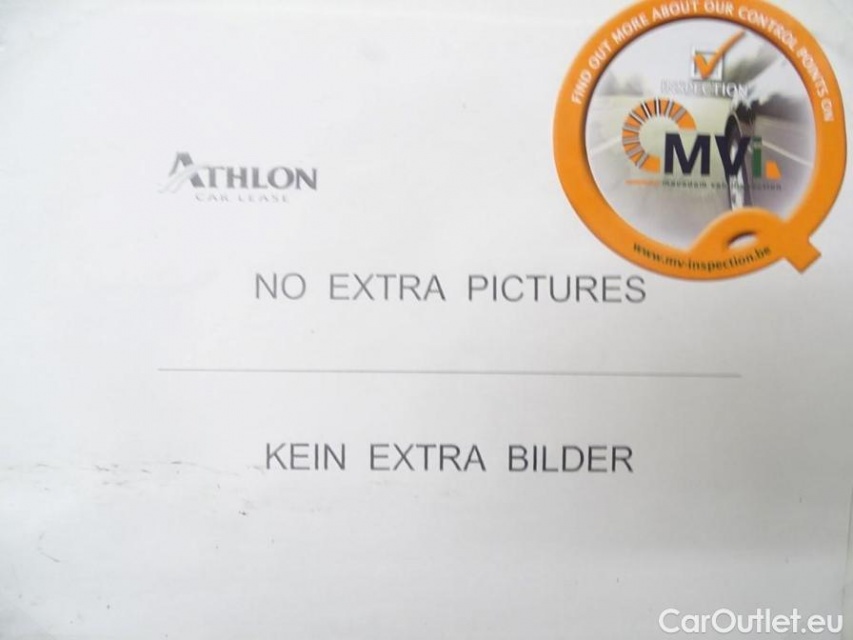 FIND OUT MORE ABOUT OUR CONTROL POINTS ON
INSPECTION
MVi
www.mv-inspection.be
ATHLON
CAR LEASE
NO EXTRA PICTURES
KEIN EXTRA BILDER
CarOutlet.eu